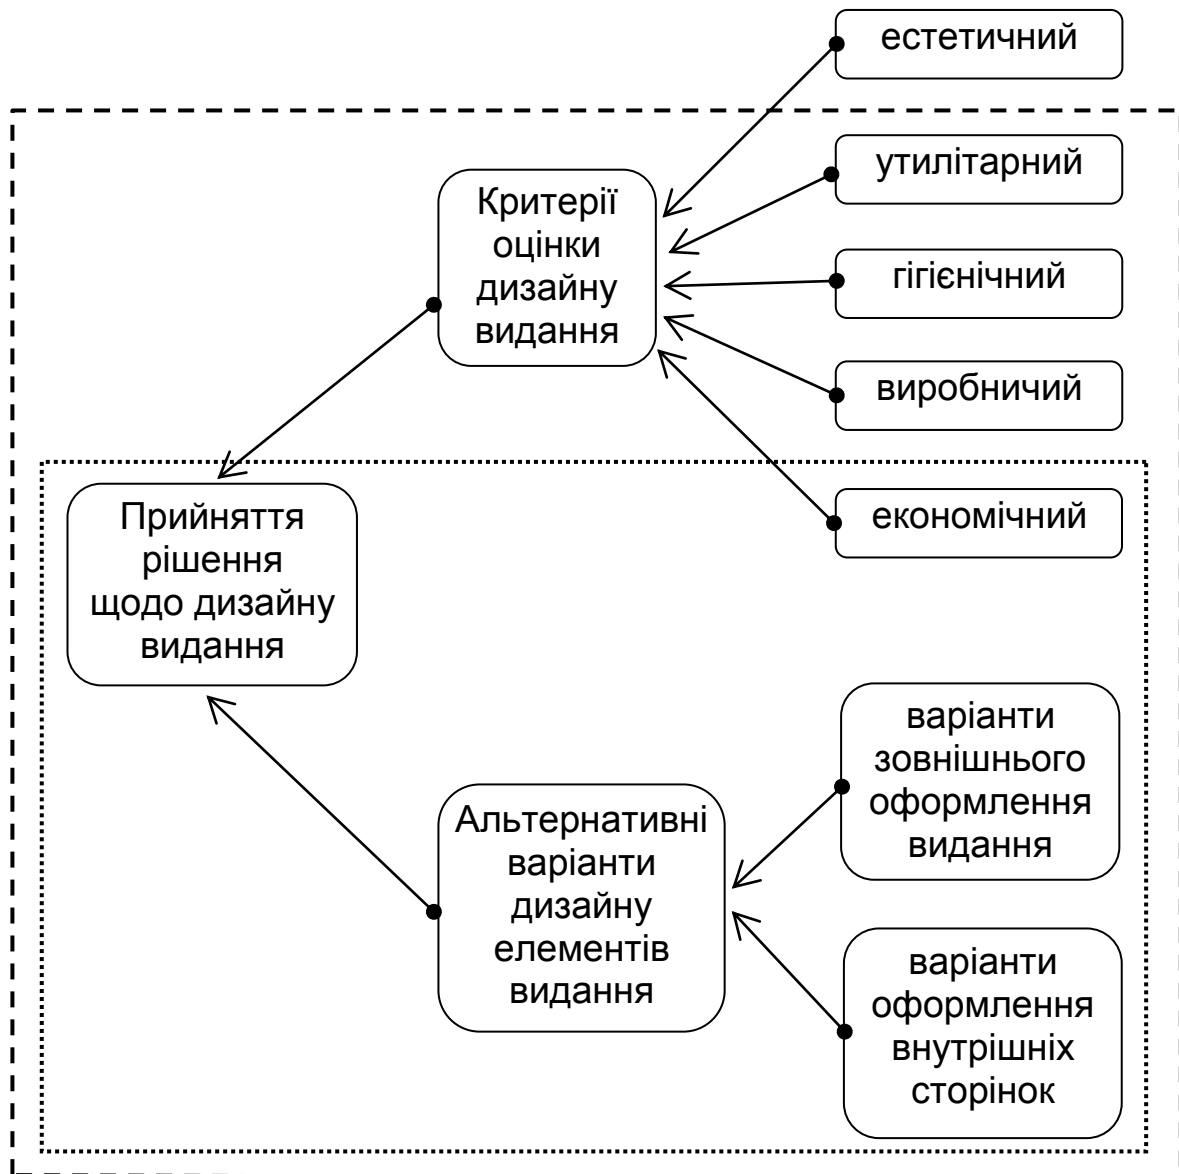 естетичний
утилітарний
Критерії
оцінки
дизайну
видання
гігієнічний
виробничий
економічний
Прийняття
рішення
щодо дизайну
видання
варіанти
зовнішнього
оформлення
видання
Альтернативні
варіанти
дизайну
елементів
видання
варіанти
оформлення
внутрішніх
сторінок